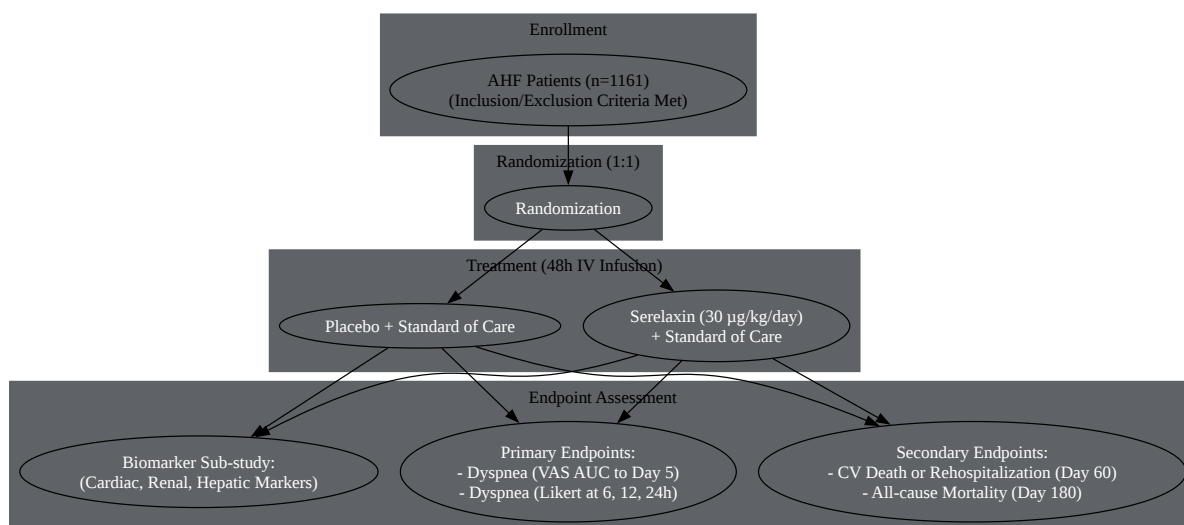 Enrollment
AHF Patients (n=1161)
(Inclusion/Exclusion Criteria Met)
Randomization (1:1)
Randomization
Treatment (48h IV Infusion)
Placebo + Standard of Care
Serelaxin (30 µg/kg/day)
+ Standard of Care
Endpoint Assessment
Biomarker Sub-study:
(Cardiac, Renal, Hepatic Markers)
Primary Endpoints:
- Dyspnea (VAS AUC to Day 5)
- Dyspnea (Likert at 6, 12, 24h)
Secondary Endpoints:
- CV Death or Rehospitalization (Day 60)
- All-cause Mortality (Day 180)